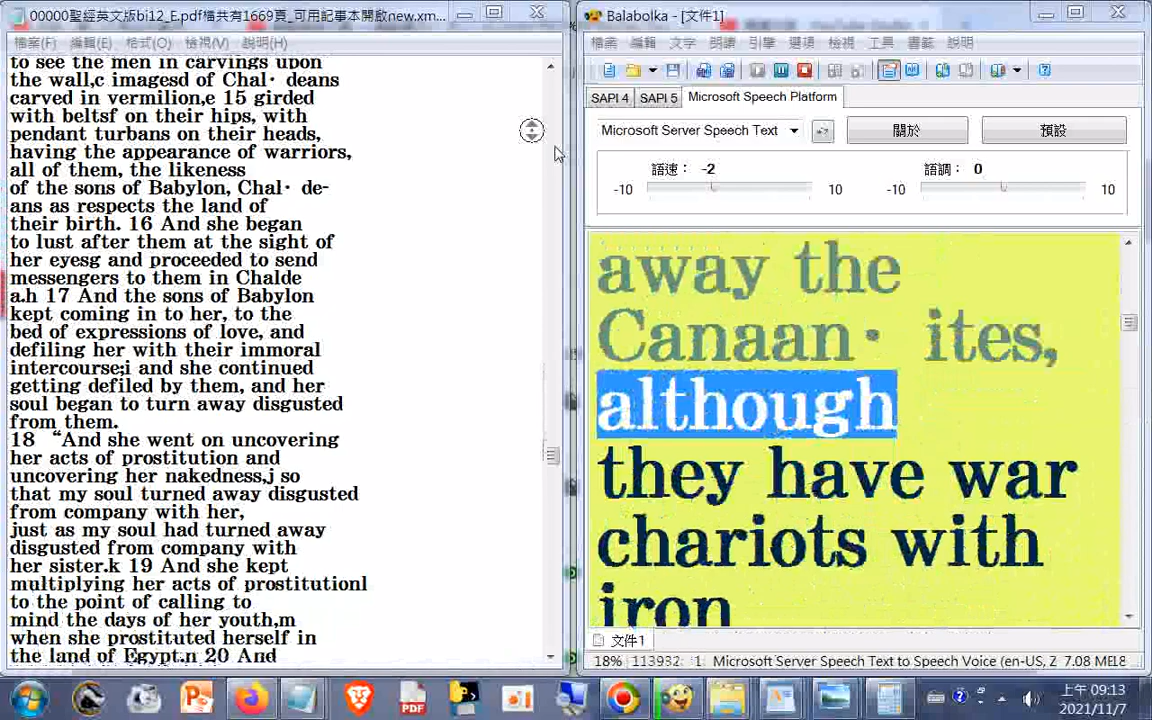 00000聖經英文版bi12_E.pdf檔共有1669頁_可用記事本開啟new.xm...
檔案(F) 編輯(E) 格式(O) 檢視(V) 說明(H)
to see the men in carvings upon
the wall,c imagesd of Chal· deans
carved in vermilion,e 15 girded
with beltsf on their hips, with
pendant turbans on their heads,
having the appearance of warriors,
all of them, the likeness
of the sons of Babylon, Chal· de-
ans as respects the land of
their birth. 16 And she began
to lust after them at the sight of
her eyesg and proceeded to send
messengers to them in Chalde
a.h 17 And the sons of Babylon
kept coming in to her, to the
bed of expressions of love, and
defiling her with their immoral
intercourse;i and she continued
getting defiled by them, and her
soul began to turn away disgusted
from them.
18 “And she went on uncovering
her acts of prostitution and
uncovering her nakedness,j so
that my soul turned away disgusted
from company with her,
just as my soul had turned away
disgusted from company with
her sister.k 19 And she kept
multiplying her acts of prostitutionl
to the point of calling to
mind the days of her youth,m
when she prostituted herself in
the land of Egypt.n 20 And
Balabolka - [文件1]
檔案 編輯 文字 朗讀 引擎 選項 檢視 工具 書籤 說明
SAPI 4 SAPI 5 Microsoft Speech Platform
Microsoft Server Speech Text 關於 預設
語速： -2 語調： 0
-10 10 -10 10
away the
Canaan· ites,
although
they have war
chariots with
iron
文件1
18% 113932: 1: Microsoft Server Speech Text to Speech Voice (en-US, Z 7.08 MEL8
PDF
上午 09:13
2021/11/7